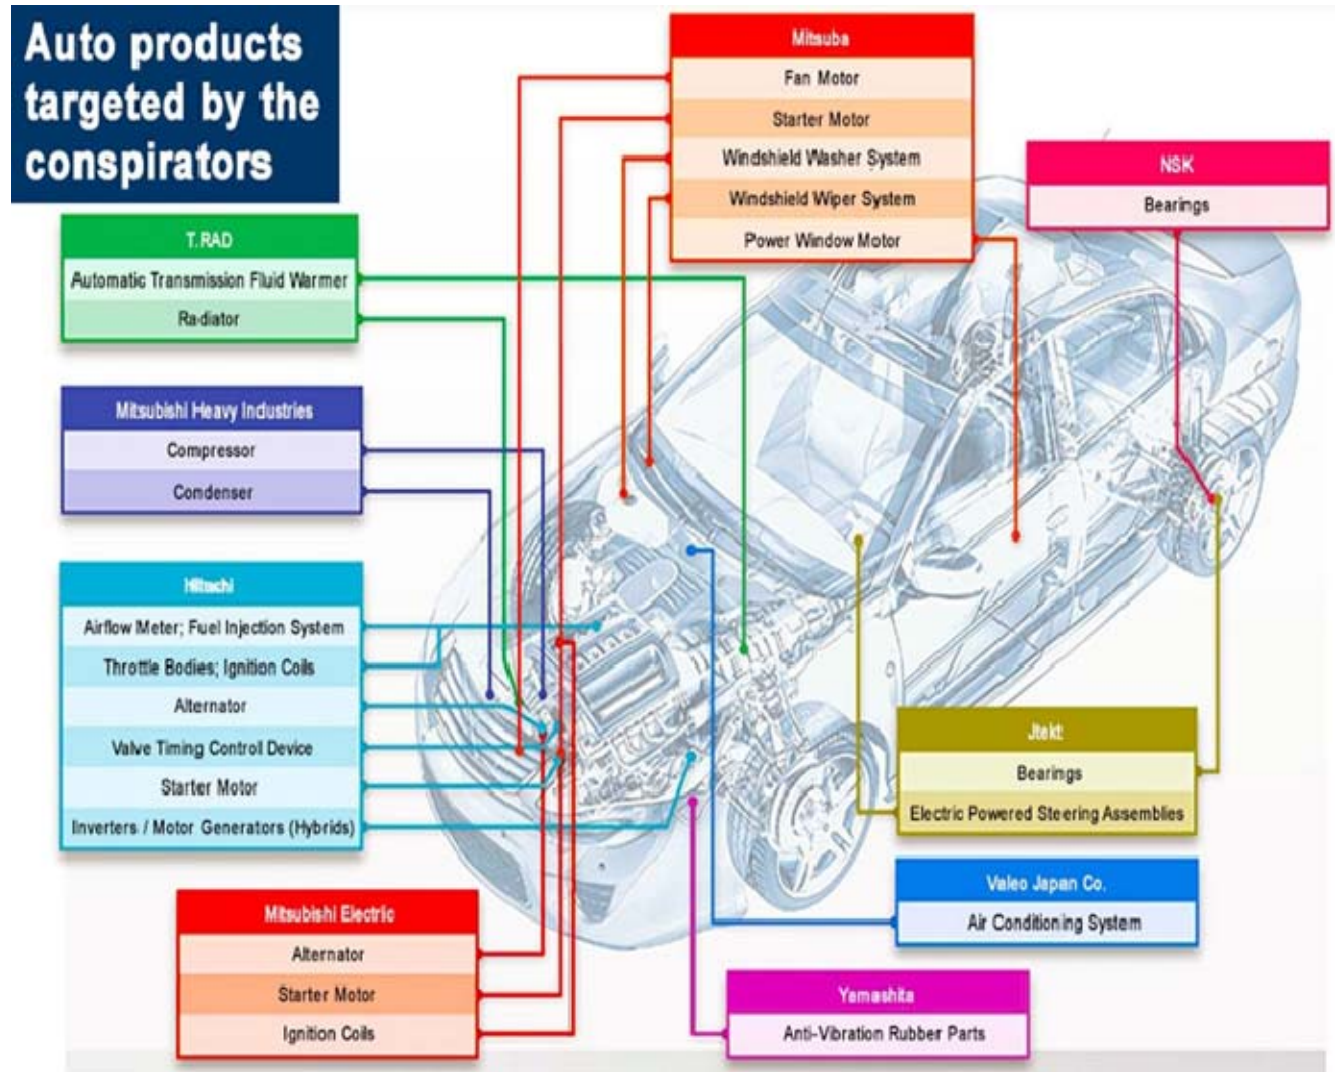 Auto products
targeted by the
conspirators
Mitsuba
Fan Motor
Starter Motor
Windshield Washer System
Windshield Wiper System
Power Window Motor
NSK
Bearings
T.RAD
Automatic Transmission Fluid Warmer
Radiator
Mitsubishi Heavy Industries
Compressor
Condenser
Hitachi
Airflow Meter; Fuel Injection System
Throttle Bodies; Ignition Coils
Alternator
Valve Timing Control Device
Starter Motor
Inverters / Motor Generators (Hybrids)
Jtekt
Bearings
Electric Powered Steering Assemblies
Valeo Japan Co.
Air Conditioning System
Mitsubishi Electric
Alternator
Starter Motor
Ignition Coils
Yamashita
Anti-Vibration Rubber Parts